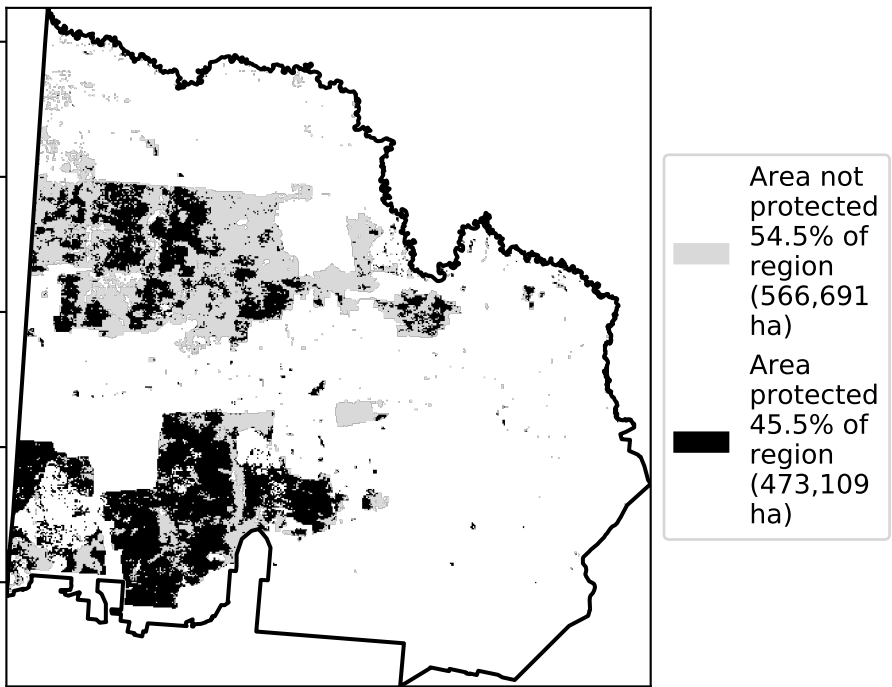 Area not
protected
54.5% of
region
(566,691
ha)
Area
protected
45.5% of
region
(473,109
ha)